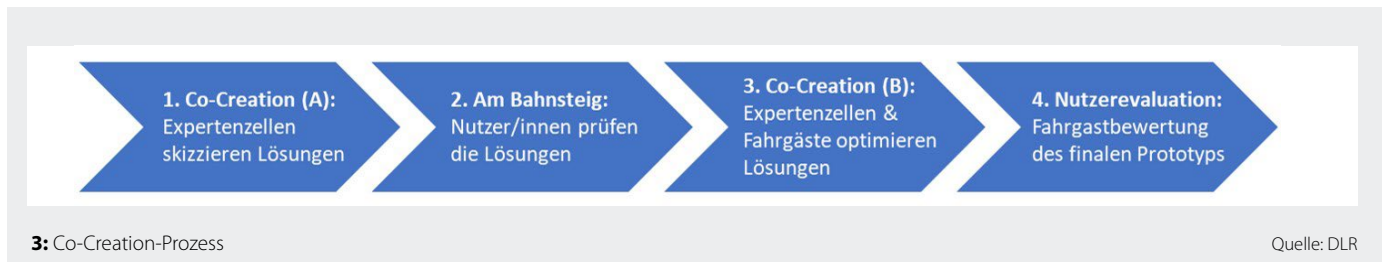 1. Co-Creation (A):
Expertenzellen
skizzieren Lösungen
2. Am Bahnsteig:
Nutzer/innen prüfen
die Lösungen
3. Co-Creation (B):
Expertenzellen &
Fahrgäste optimieren
Lösungen
4. Nutzerevaluation:
Fahrgastbewertung
des finalen Prototyps
3: Co-Creation-Prozess
Quelle: DLR